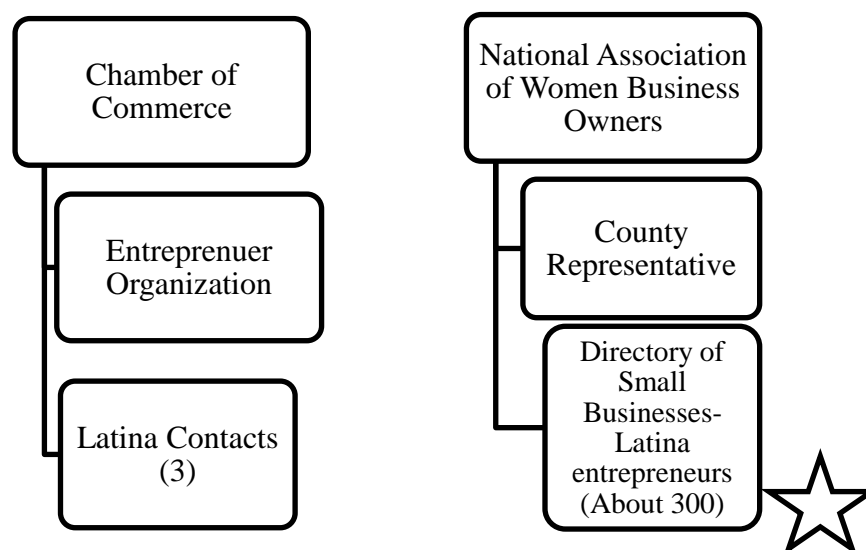 Chamber of
Commerce
Entreprenuer
Organization
Latina Contacts
(3)
National Association
of Women Business
Owners
County
Representative
Directory of
Small
Businesses-
Latina
entrepreneurs
(About 300)